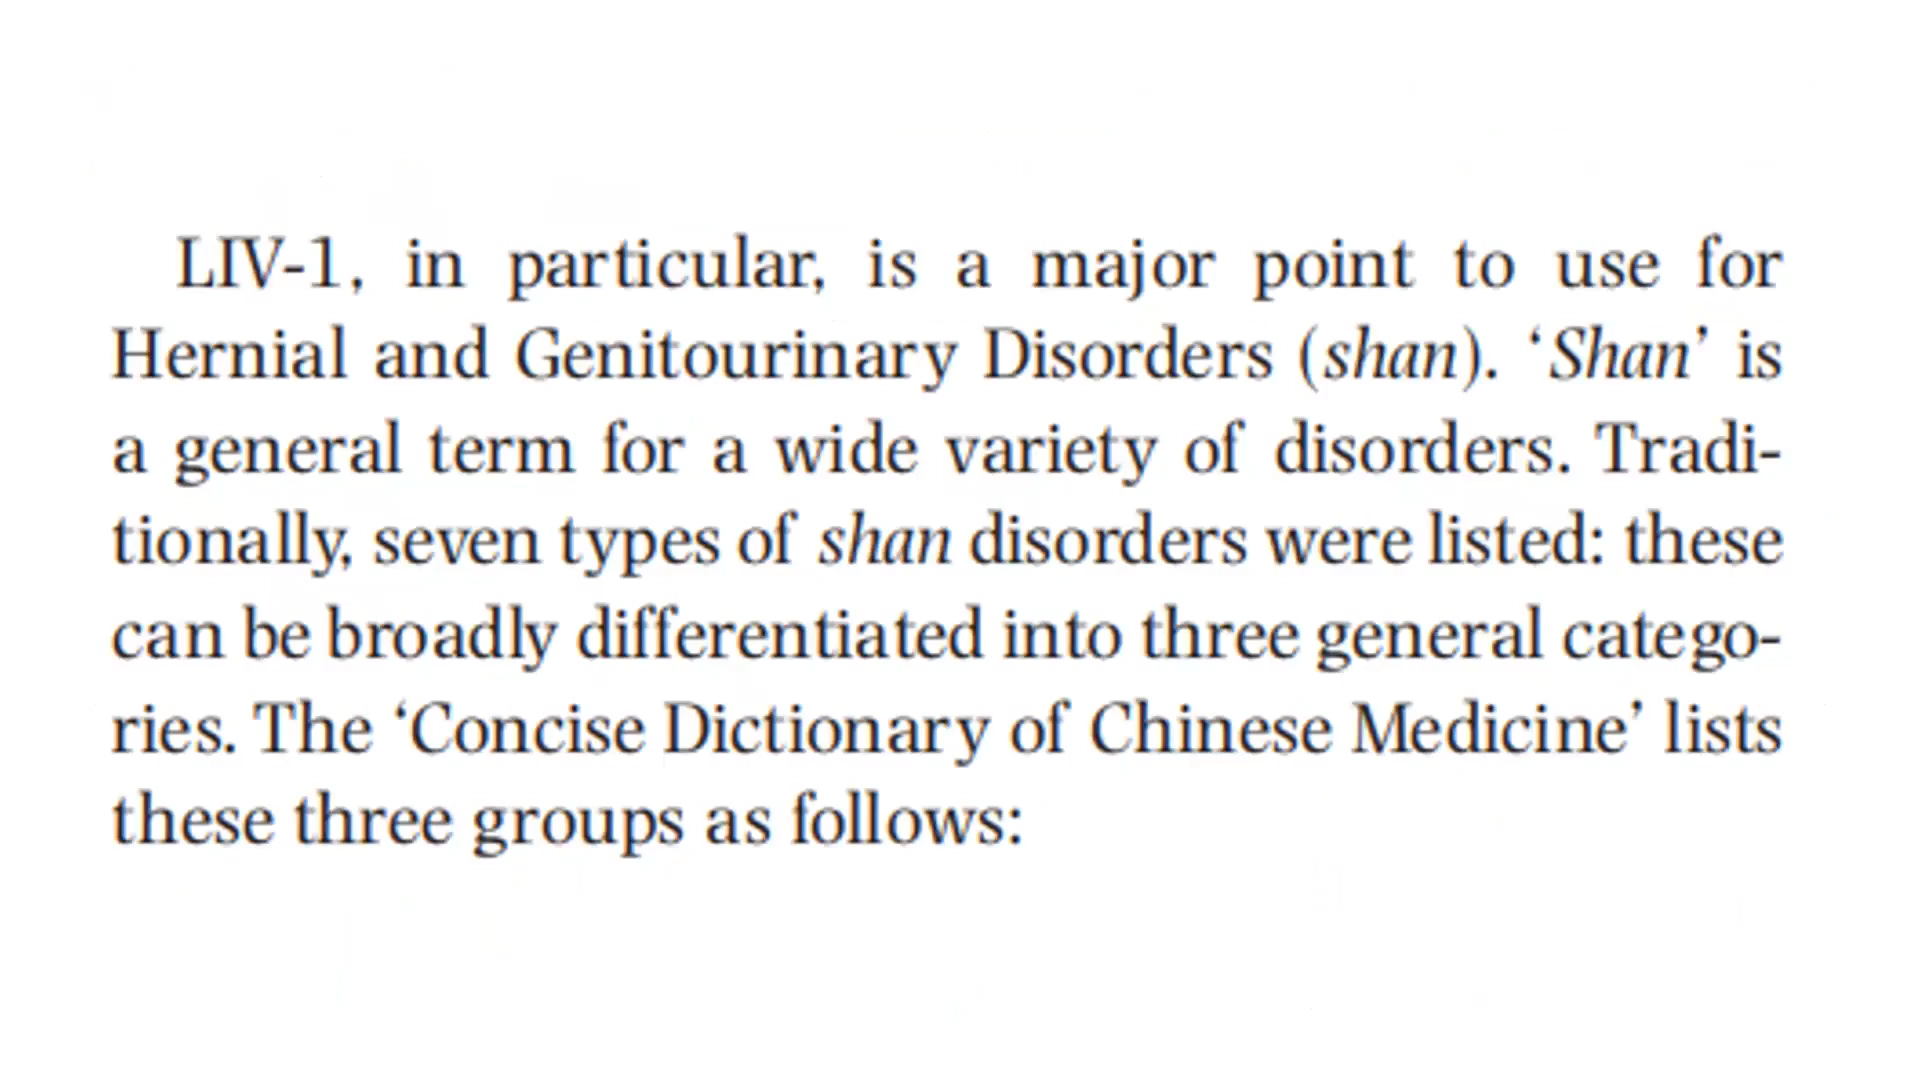 LIV-1, in particular, is a major point to use for
Hernial and Genitourinary Disorders (shan). ‘Shan’ is
a general term for a wide variety of disorders. Tradi-
tionally, seven types of shan disorders were listed: these
can be broadly differentiated into three general catego-
ries. The ‘Concise Dictionary of Chinese Medicine’ lists
these three groups as follows: